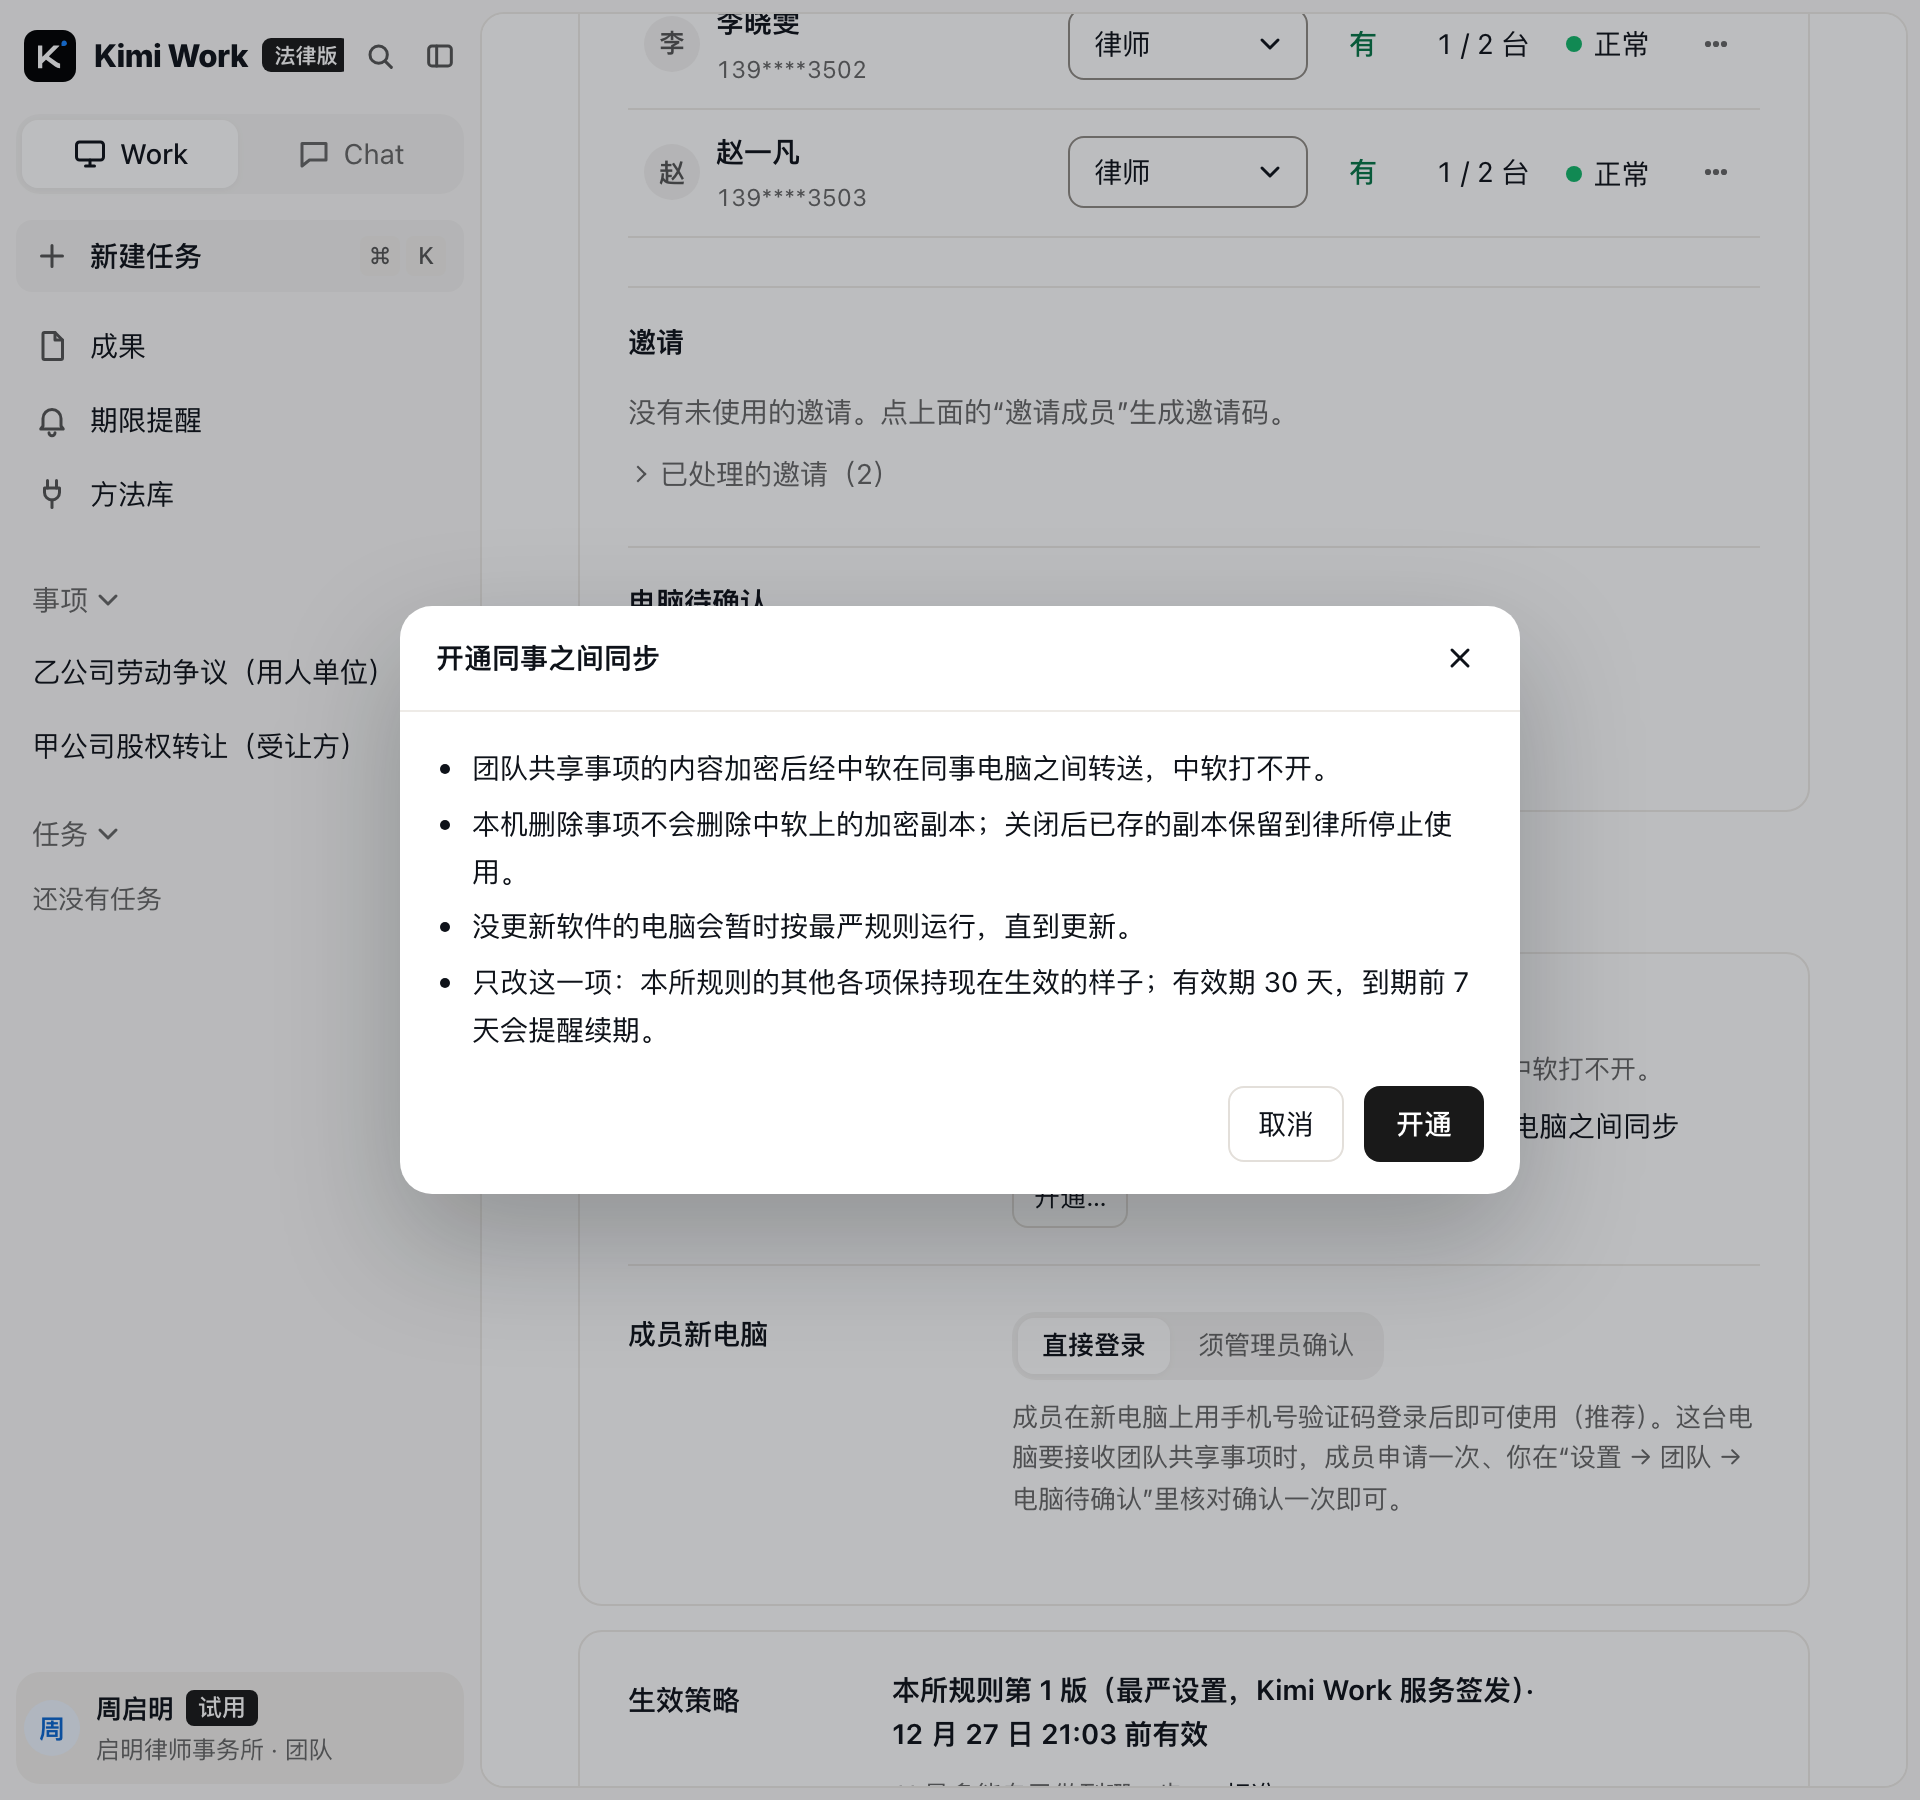 Kimi Work 法律版
Work
Chat
新建任务 ⌘ K
成果
期限提醒
方法库
事项
乙公司劳动争议（用人单位）
甲公司股权转让（受让方）
任务
还没有任务
周 周启明 试用
启明律师事务所 · 团队
李 李晓雯 律师 有 1 / 2 台 正常
139****3502
赵 赵一凡 律师 有 1 / 2 台 正常
139****3503
邀请
没有未使用的邀请。点上面的“邀请成员”生成邀请码。
已处理的邀请（2）
电脑待确认
开通同事之间同步
团队共享事项的内容加密后经中软在同事电脑之间转送，中软打不开。
本机删除事项不会删除中软上的加密副本；关闭后已存的副本保留到律所停止使
用。
没更新软件的电脑会暂时按最严规则运行，直到更新。
只改这一项：本所规则的其他各项保持现在生效的样子；有效期 30 天，到期前 7
天会提醒续期。
取消
开通
软打不开。
电脑之间同步
开通...
成员新电脑
直接登录
须管理员确认
成员在新电脑上用手机号验证码登录后即可使用（推荐）。这台电
脑要接收团队共享事项时，成员申请一次、你在“设置 → 团队 →
电脑待确认”里核对确认一次即可。
生效策略
本所规则第 1 版（最严设置，Kimi Work 服务签发）·
12 月 27 日 21:03 前有效